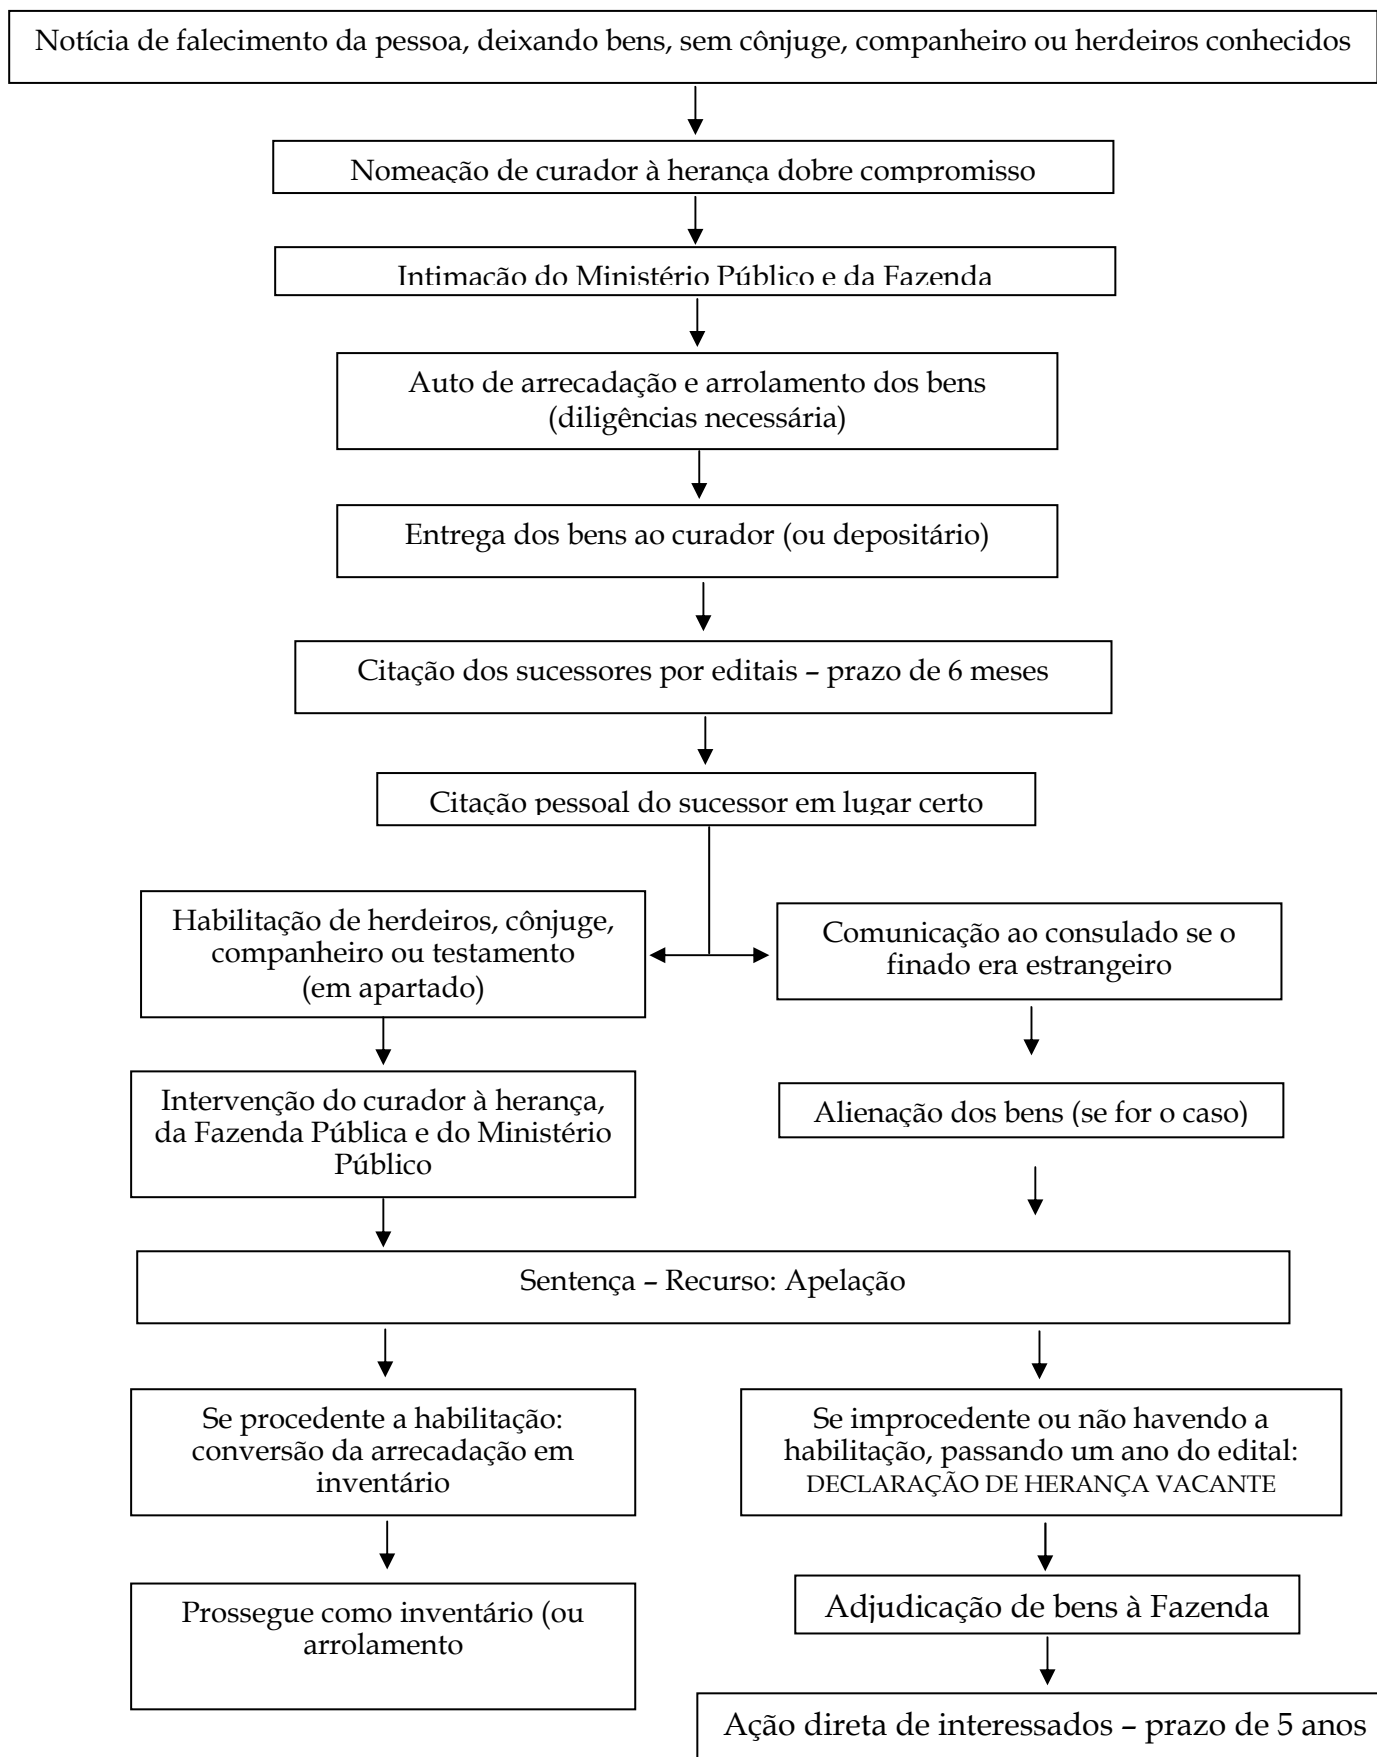 Notícia de falecimento da pessoa, deixando bens, sem cônjuge, companheiro ou herdeiros conhecidos
Nomeação de curador à herança dobre compromisso
Intimação do Ministério Público e da Fazenda
Auto de arrecadação e arrolamento dos bens
(diligências necessária)
Entrega dos bens ao curador (ou depositário)
Citação dos sucessores por editais – prazo de 6 meses
Citação pessoal do sucessor em lugar certo
Habilitação de herdeiros, cônjuge,
companheiro ou testamento
(em apartado)
Comunicação ao consulado se o
finado era estrangeiro
Intervenção do curador à herança,
da Fazenda Pública e do Ministério
Público
Alienação dos bens (se for o caso)
Sentença – Recurso: Apelação
Se procedente a habilitação:
conversão da arrecadação em
inventário
Se improcedente ou não havendo a
habilitação, passando um ano do edital:
DECLARAÇÃO DE HERANÇA VACANTE
Prossegue como inventário (ou
arrolamento
Adjudicação de bens à Fazenda
Ação direta de interessados – prazo de 5 anos